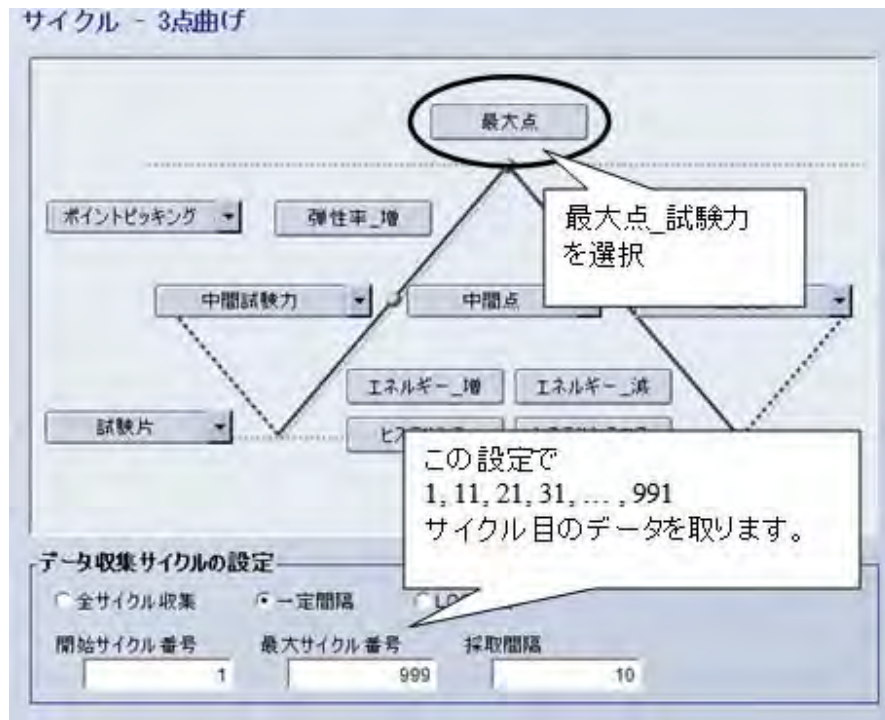 サイクル - 3点曲げ
最大点
ポイントピッキング
弾性率_増
最大点_試験力
を選択
中間試験力
中間点
エネルギー_増
エネルギー_減
試験片
この設定で
1, 11, 21, 31, ... , 991
サイクル目のデータを取ります。
データ収集サイクルの設定
全サイクル収集
一定間隔
開始サイクル番号
最大サイクル番号
採取間隔
1
999
10